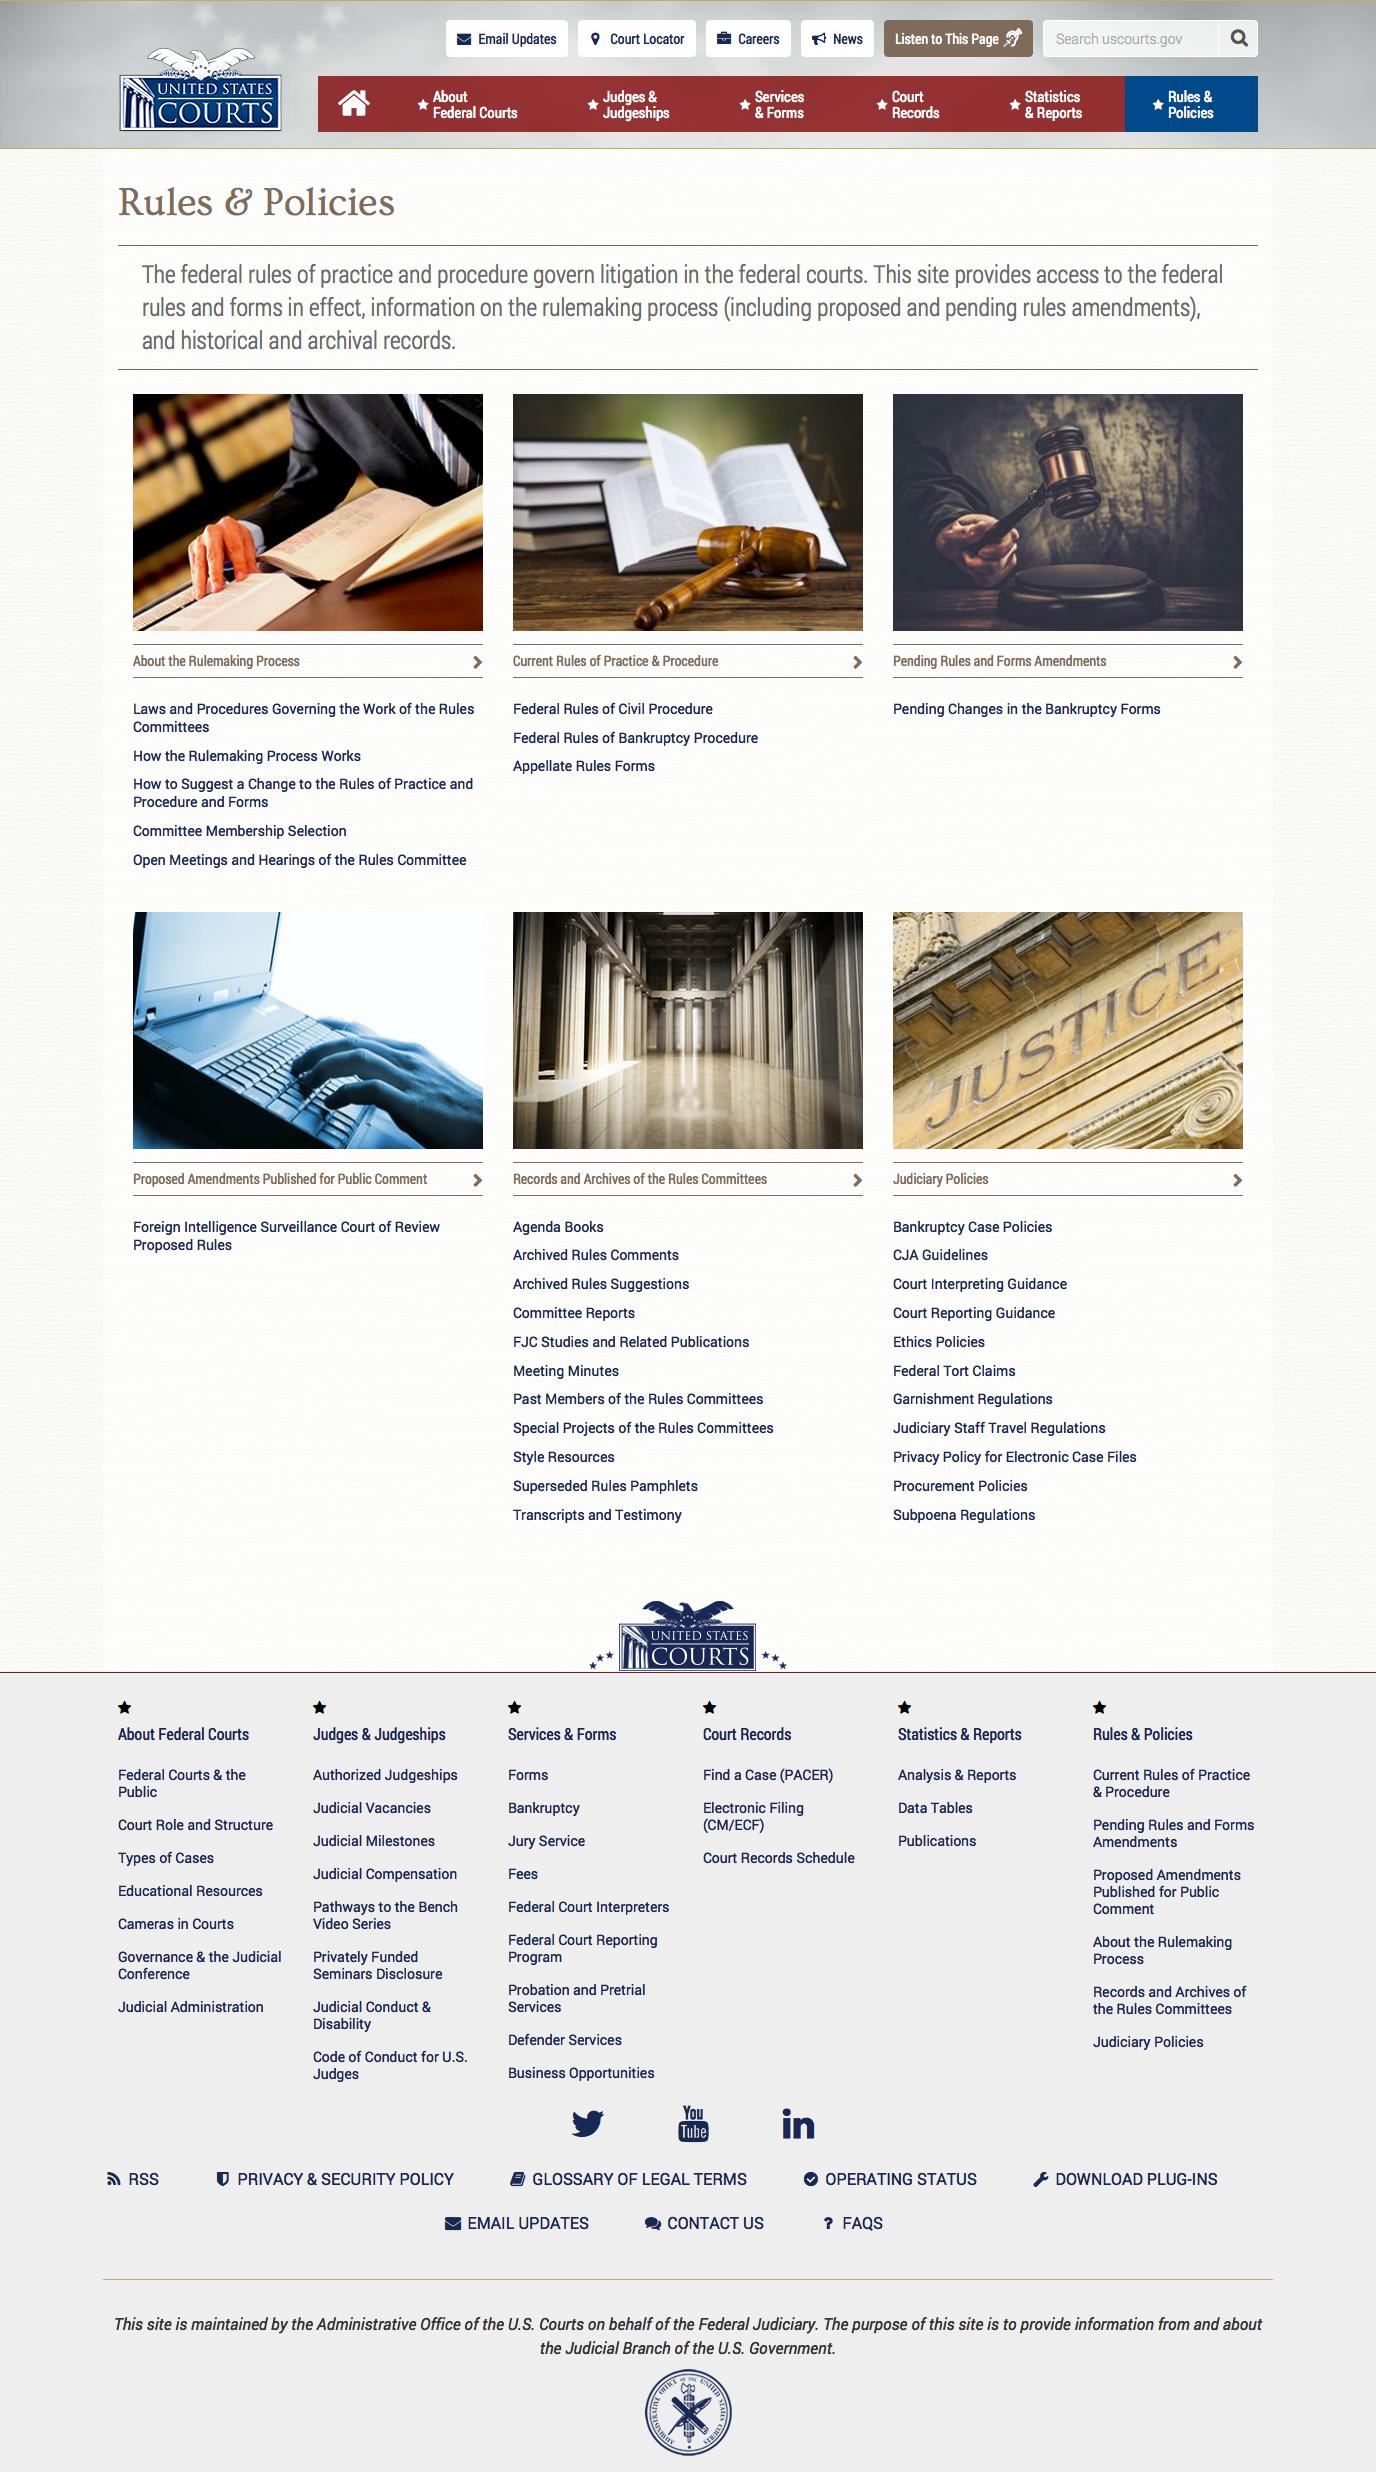 Email Updates
Court Locator
Careers
News
Listen to This Page
Search uscourts.gov
UNITED STATES
COURTS
About
Federal Courts
Judges &
Judgeships
Services
& Forms
Court
Records
Statistics
& Reports
Rules &
Policies
Rules & Policies
The federal rules of practice and procedure govern litigation in the federal courts. This site provides access to the federal
rules and forms in effect, information on the rulemaking process (including proposed and pending rules amendments),
and historical and archival records.
About the Rulemaking Process
Laws and Procedures Governing the Work of the Rules
Committees
How the Rulemaking Process Works
How to Suggest a Change to the Rules of Practice and
Procedure and Forms
Committee Membership Selection
Open Meetings and Hearings of the Rules Committee
Current Rules of Practice & Procedure
Federal Rules of Civil Procedure
Federal Rules of Bankruptcy Procedure
Appellate Rules Forms
Pending Rules and Forms Amendments
Pending Changes in the Bankruptcy Forms
JUSTICE
Proposed Amendments Published for Public Comment
Foreign Intelligence Surveillance Court of Review
Proposed Rules
Records and Archives of the Rules Committees
Agenda Books
Archived Rules Comments
Archived Rules Suggestions
Committee Reports
FJC Studies and Related Publications
Meeting Minutes
Past Members of the Rules Committees
Special Projects of the Rules Committees
Style Resources
Superseded Rules Pamphlets
Transcripts and Testimony
Judiciary Policies
Bankruptcy Case Policies
CJA Guidelines
Court Interpreting Guidance
Court Reporting Guidance
Ethics Policies
Federal Tort Claims
Garnishment Regulations
Judiciary Staff Travel Regulations
Privacy Policy for Electronic Case Files
Procurement Policies
Subpoena Regulations
UNITED STATES
COURTS
About Federal Courts
Federal Courts & the
Public
Court Role and Structure
Types of Cases
Educational Resources
Cameras in Courts
Governance & the Judicial
Conference
Judicial Administration
Judges & Judgeships
Authorized Judgeships
Judicial Vacancies
Judicial Milestones
Judicial Compensation
Pathways to the Bench
Video Series
Privately Funded
Seminars Disclosure
Judicial Conduct &
Disability
Code of Conduct for U.S.
Judges
Services & Forms
Forms
Bankruptcy
Jury Service
Fees
Federal Court Interpreters
Federal Court Reporting
Program
Probation and Pretrial
Services
Defender Services
Business Opportunities
Court Records
Find a Case (PACER)
Electronic Filing
(CM/ECF)
Court Records Schedule
Statistics & Reports
Analysis & Reports
Data Tables
Publications
Rules & Policies
Current Rules of Practice
& Procedure
Pending Rules and Forms
Amendments
Proposed Amendments
Published for Public
Comment
About the Rulemaking
Process
Records and Archives of
the Rules Committees
Judiciary Policies
You
Tube
in
RSS
PRIVACY & SECURITY POLICY
GLOSSARY OF LEGAL TERMS
OPERATING STATUS
DOWNLOAD PLUG-INS
EMAIL UPDATES
CONTACT US
? FAQS
This site is maintained by the Administrative Office of the U.S. Courts on behalf of the Federal Judiciary. The purpose of this site is to provide information from and about
the Judicial Branch of the U.S. Government.
ADMINISTRATIVE OFFICE OF THE UNITED STATES COURTS